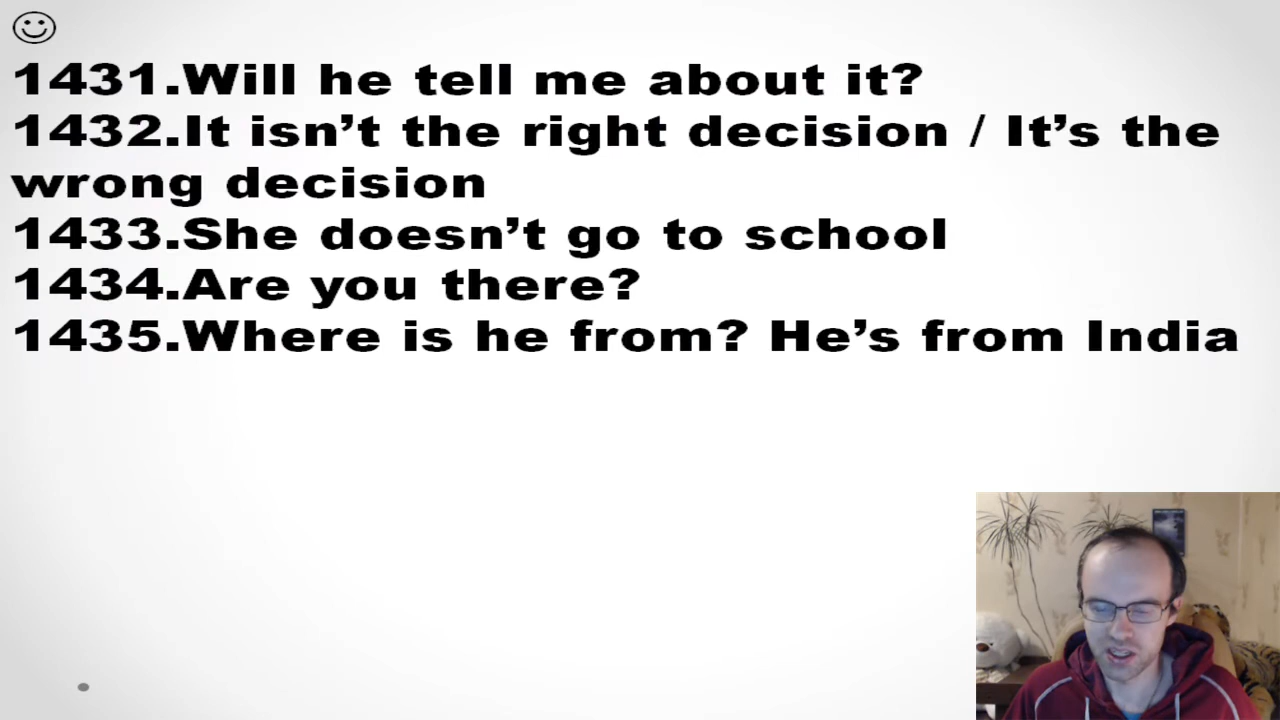 1431.Will he tell me about it?
1432.It isn’t the right decision / It’s the
wrong decision
1433.She doesn’t go to school
1434.Are you there?
1435.Where is he from? He’s from India